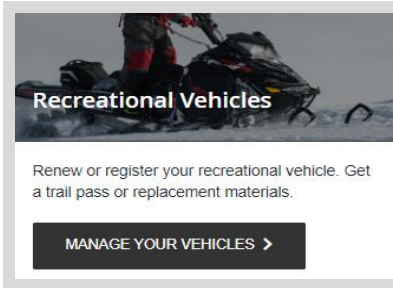 Recreational Vehicles
Renew or register your recreational vehicle. Get
a trail pass or replacement materials.
MANAGE YOUR VEHICLES >